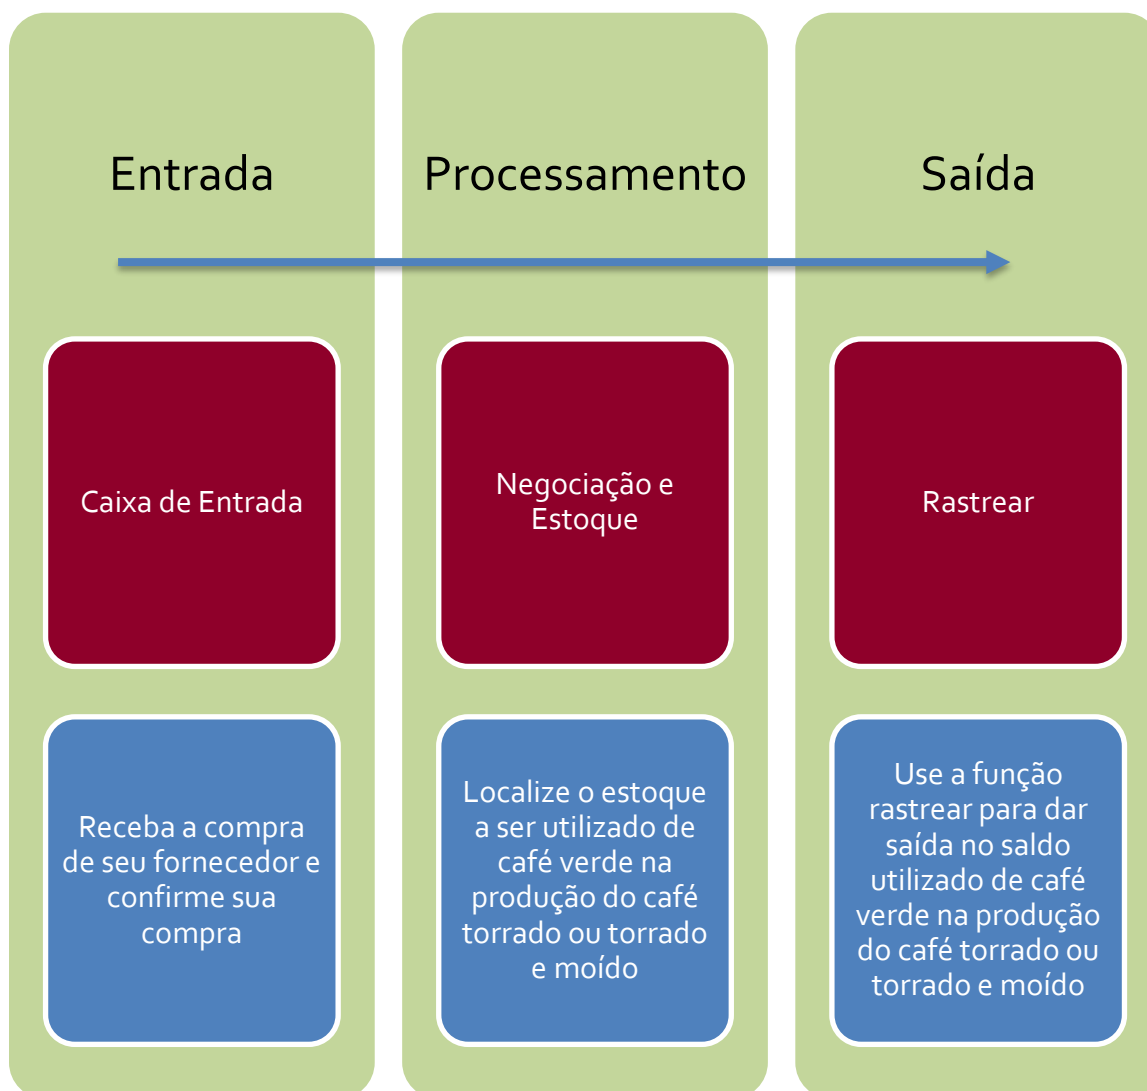 Entrada
Processamento
Saída
Caixa de Entrada
Negociação e
Estoque
Rastrear
Receba a compra
de seu fornecedor e
confirme sua
compra
Localize o estoque
a ser utilizado de
café verde na
produção do café
torrado ou torrado
e moído
Use a função
rastrear para dar
saída no saldo
utilizado de café
verde na produção
do café torrado ou
torrado e moído